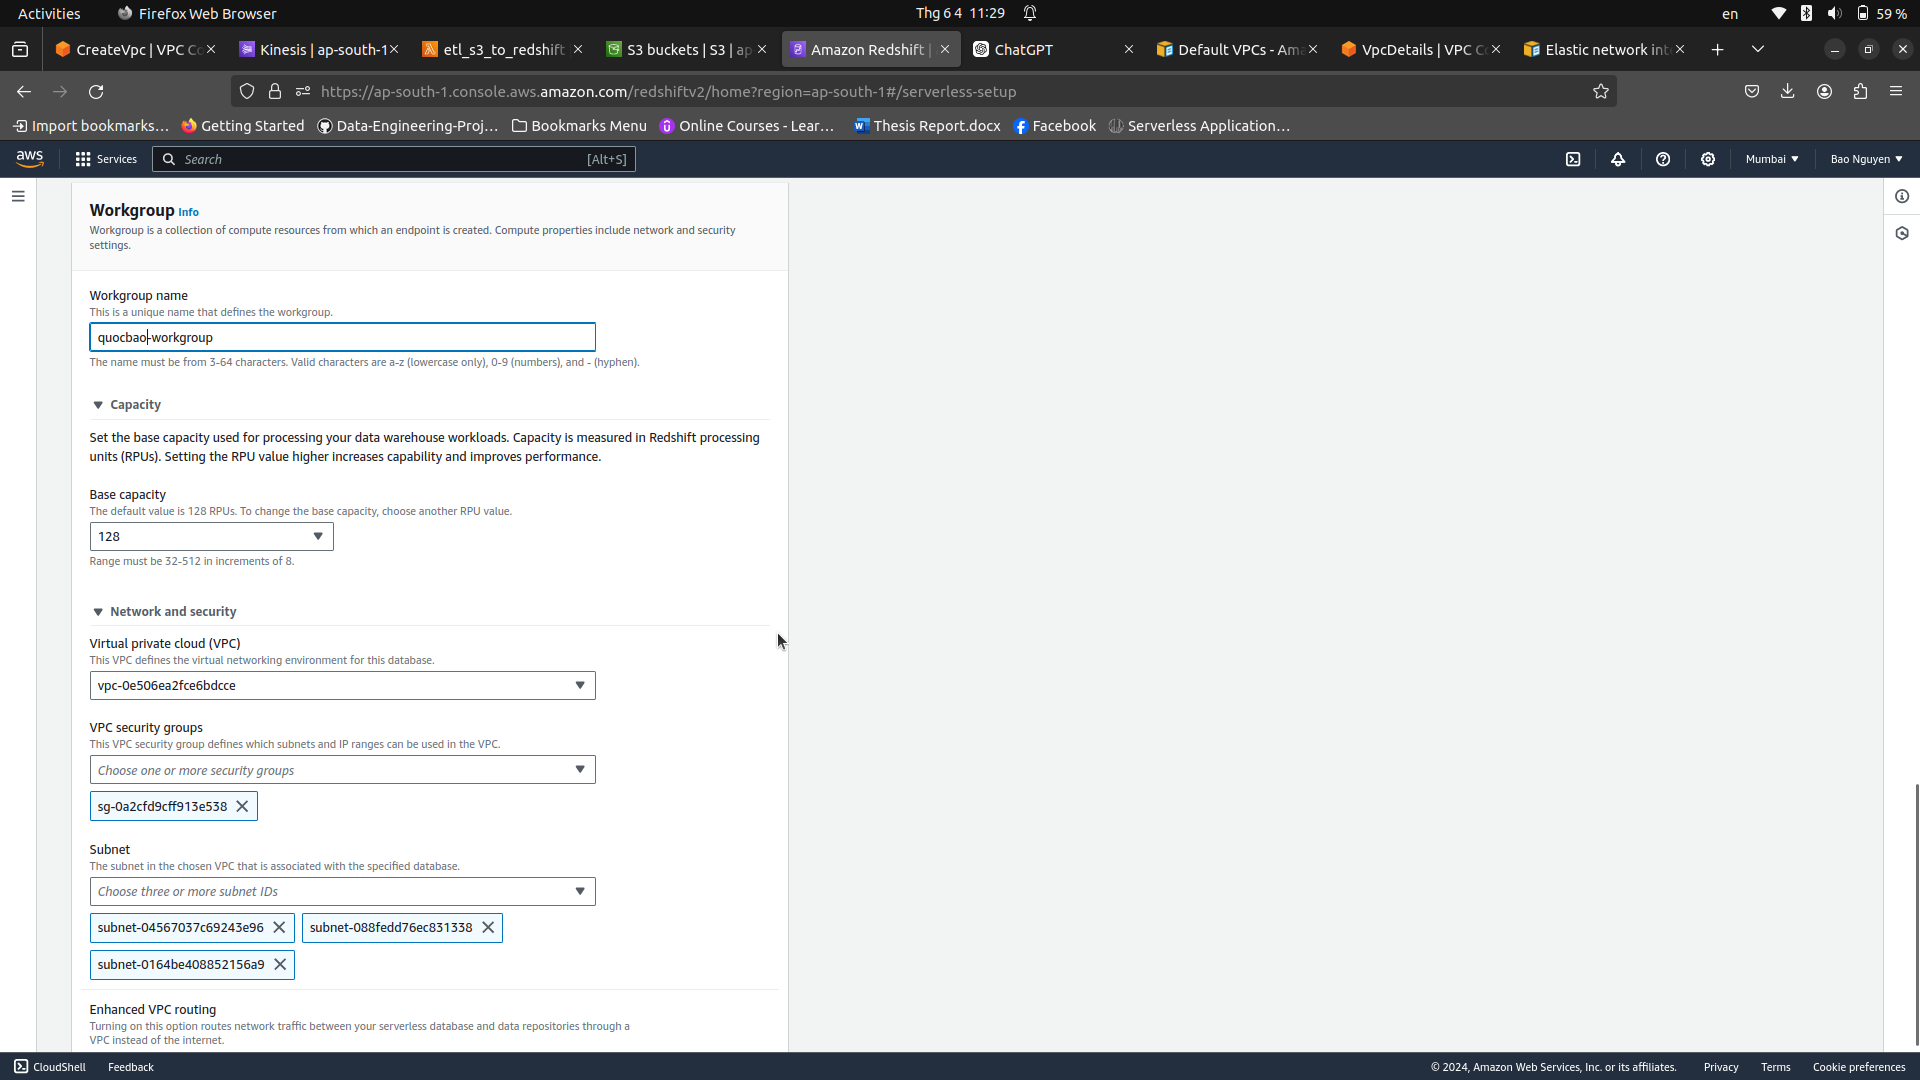 Activities
Firefox Web Browser
Thg 6 4 11:29
en
59 %
CreateVpc | VPC Co
Kinesis | ap-south-1
etl_s3_to_redshift
S3 buckets | S3 | ap
Amazon Redshift |
ChatGPT
Default VPCs - Ama
VpcDetails | VPC Co
Elastic network int
https://ap-south-1.console.aws.amazon.com/redshiftv2/home?region=ap-south-1#/serverless-setup
Import bookmarks…
Getting Started
Data-Engineering-Proj…
Bookmarks Menu
Online Courses - Lear…
Thesis Report.docx
Facebook
Serverless Application…
aws
Services
Search
[Alt+S]
Mumbai
Bao Nguyen
Workgroup Info
Workgroup is a collection of compute resources from which an endpoint is created. Compute properties include network and security
settings.
Workgroup name
This is a unique name that defines the workgroup.
quocbao-workgroup
The name must be from 3-64 characters. Valid characters are a-z (lowercase only), 0-9 (numbers), and - (hyphen).
Capacity
Set the base capacity used for processing your data warehouse workloads. Capacity is measured in Redshift processing
units (RPUs). Setting the RPU value higher increases capability and improves performance.
Base capacity
The default value is 128 RPUs. To change the base capacity, choose another RPU value.
128
Range must be 32-512 in increments of 8.
Network and security
Virtual private cloud (VPC)
This VPC defines the virtual networking environment for this database.
vpc-0e506ea2fce6bdcce
VPC security groups
This VPC security group defines which subnets and IP ranges can be used in the VPC.
Choose one or more security groups
sg-0a2cfd9cff913e538
Subnet
The subnet in the chosen VPC that is associated with the specified database.
Choose three or more subnet IDs
subnet-04567037c69243e96
subnet-088fedd76ec831338
subnet-0164be408852156a9
Enhanced VPC routing
Turning on this option routes network traffic between your serverless database and data repositories through a
VPC instead of the internet.
CloudShell
Feedback
© 2024, Amazon Web Services, Inc. or its affiliates.
Privacy
Terms
Cookie preferences